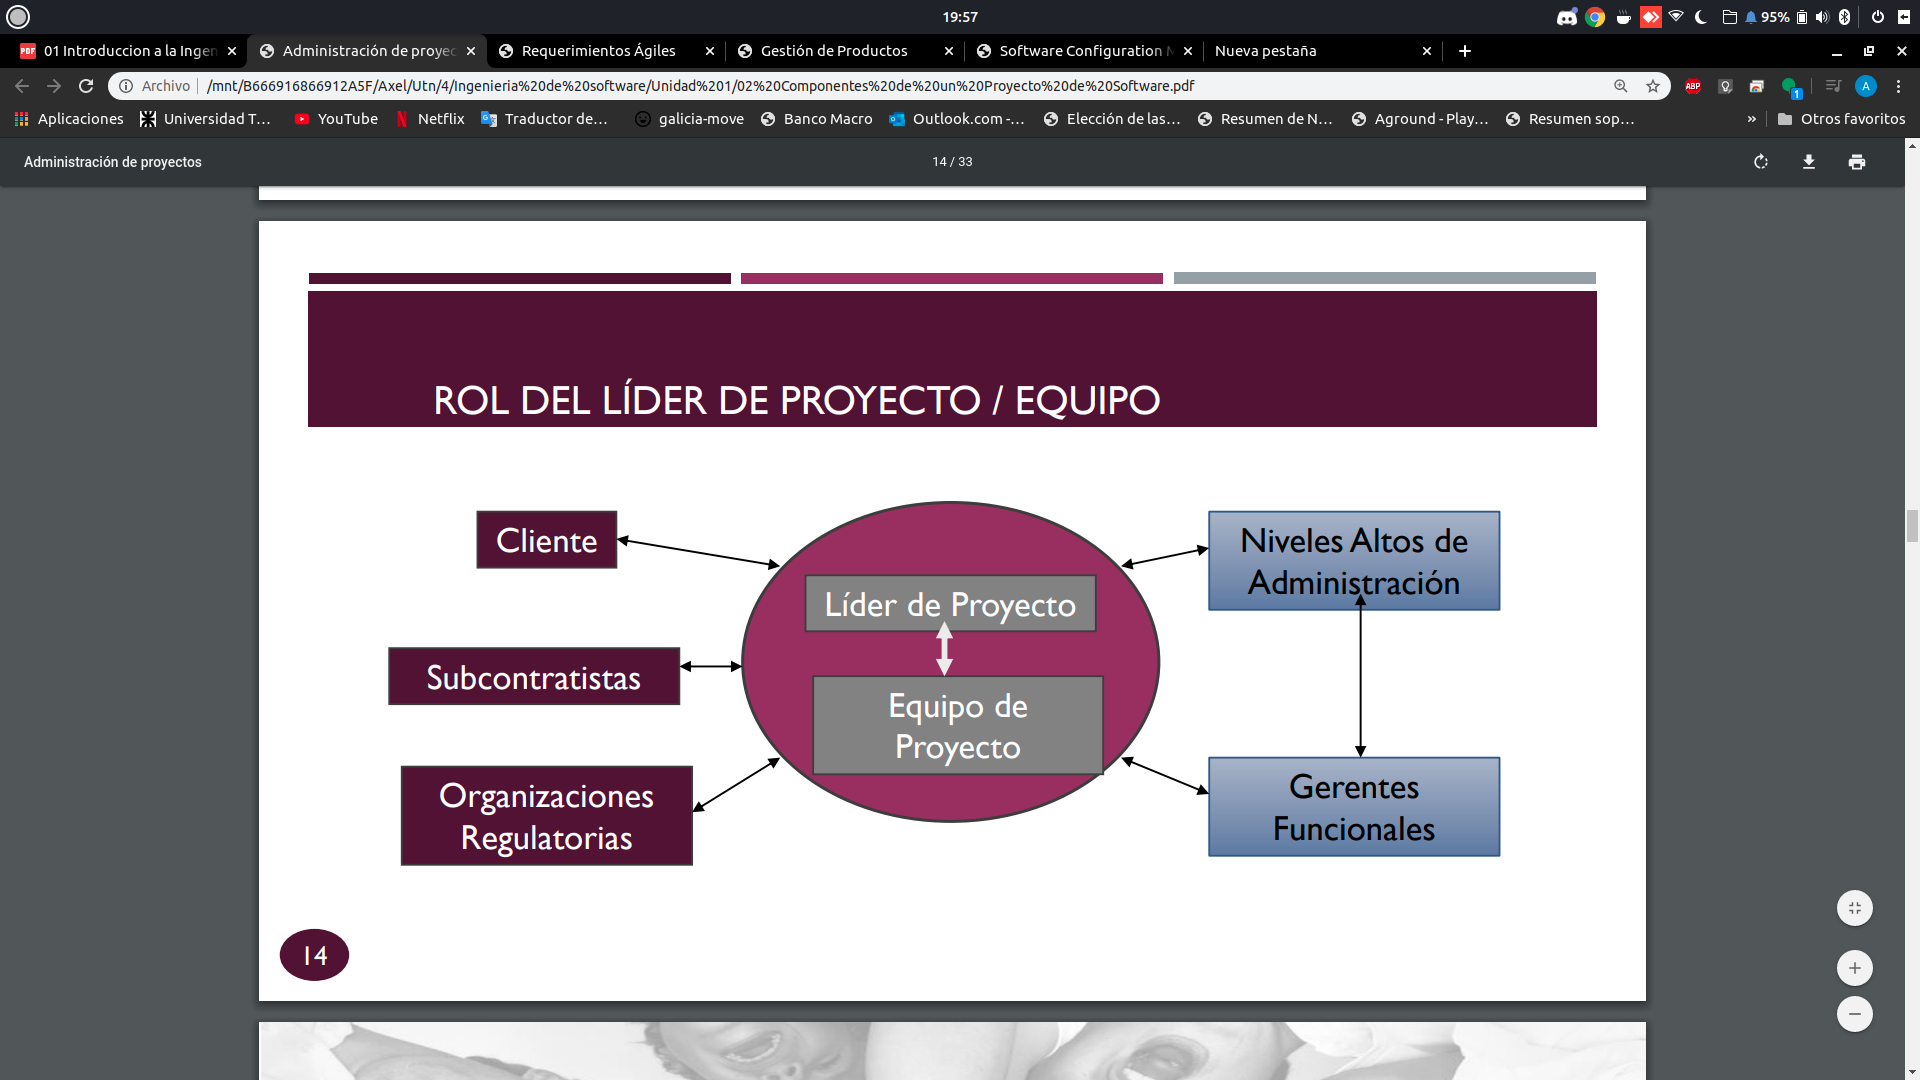 19:57
95%
01 Introduccion a la Ingen
Administración de proyec
Requerimientos Ágiles
Gestión de Productos
Software Configuration M
Nueva pestaña
Archivo
/mnt/B666916866912A5F/Axel/Utn/4/Ingenieria%20de%20software/Unidad%201/02%20Componentes%20de%20un%20Proyecto%20de%20Software.pdf
ABP
1
A
Aplicaciones
Universidad T...
YouTube
Netflix
Traductor de...
galicia-move
Banco Macro
Outlook.com -...
Elección de las...
Resumen de N...
Aground - Play...
Resumen sop...
»
Otros favoritos
Administración de proyectos
14 / 33
ROL DEL LÍDER DE PROYECTO / EQUIPO
Cliente
Subcontratistas
Organizaciones
Regulatorias
Líder de Proyecto
Equipo de
Proyecto
Niveles Altos de
Administración
Gerentes
Funcionales
14